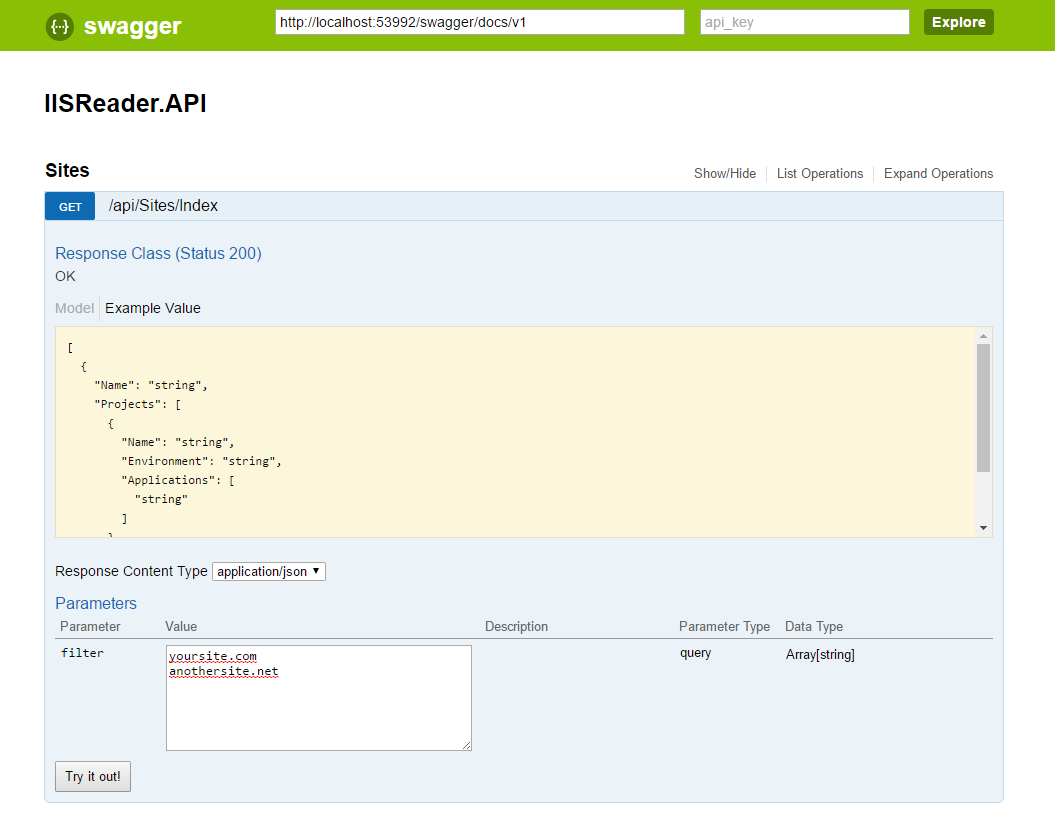 {···} swagger http://localhost:53992/swagger/docs/v1 api_key Explore
IISReader.API
Sites Show/Hide List Operations Expand Operations
GET /api/Sites/Index
Response Class (Status 200)
OK
Model Example Value
[
{
"Name": "string",
"Projects": [
{
"Name": "string",
"Environment": "string",
"Applications": [
"string"
]
}
Response Content Type application/json
Parameters
Parameter Value Description Parameter Type Data Type
filter yoursite.com query Array[string]
anothersite.net
Try it out!